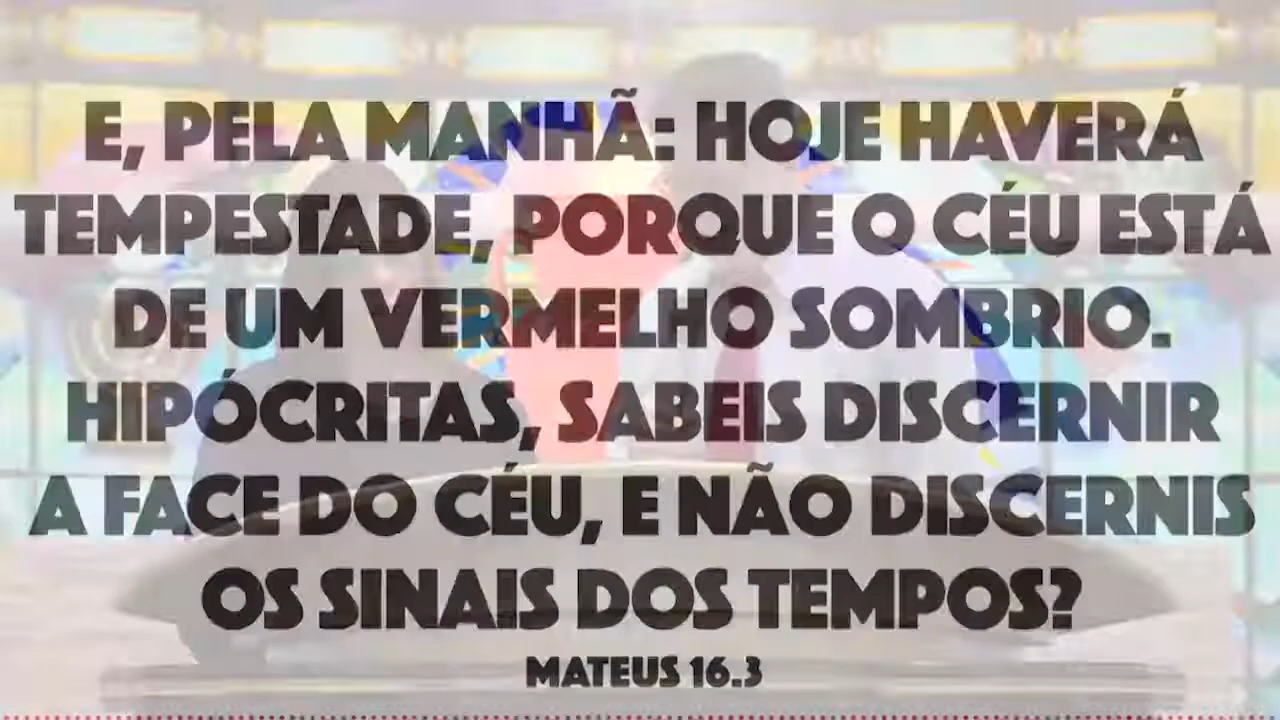 E, PELA MANHÃ: HOJE HAVERÁ
TEMPESTADE, PORQUE O CÉU ESTÁ
DE UM VERMELHO SOMBRIO.
HIPÓCRITAS, SABEIS DISCERNIR
A FACE DO CÉU, E NÃO DISCERNIS
OS SINAIS DOS TEMPOS?
MATEUS 16.3